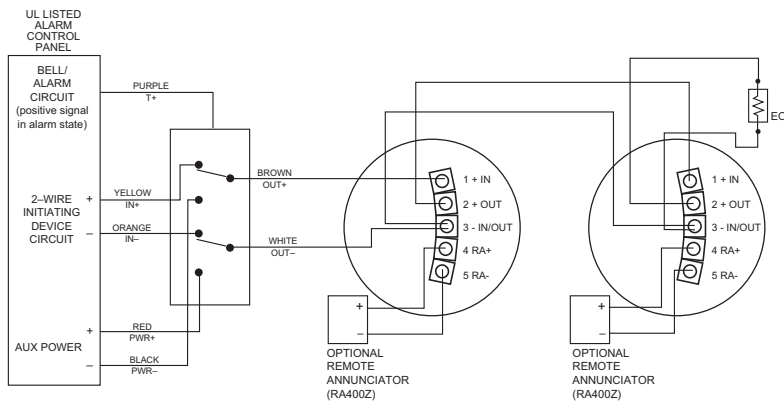 UL LISTED
ALARM
CONTROL
PANEL
BELL/
ALARM
CIRCUIT
(positive signal
in alarm state)
PURPLE
T+
2–WIRE
INITIATING
DEVICE
CIRCUIT
+
YELLOW
IN+
–
ORANGE
IN–
AUX POWER
+
RED
PWR+
–
BLACK
PWR–
BROWN
OUT+
WHITE
OUT–
1 + IN
2 + OUT
3 - IN/OUT
4 RA+
5 RA-
+
–
OPTIONAL
REMOTE
ANNUNCIATOR
(RA400Z)
1 + IN
2 + OUT
3 - IN/OUT
4 RA+
5 RA-
+
–
OPTIONAL
REMOTE
ANNUNCIATOR
(RA400Z)